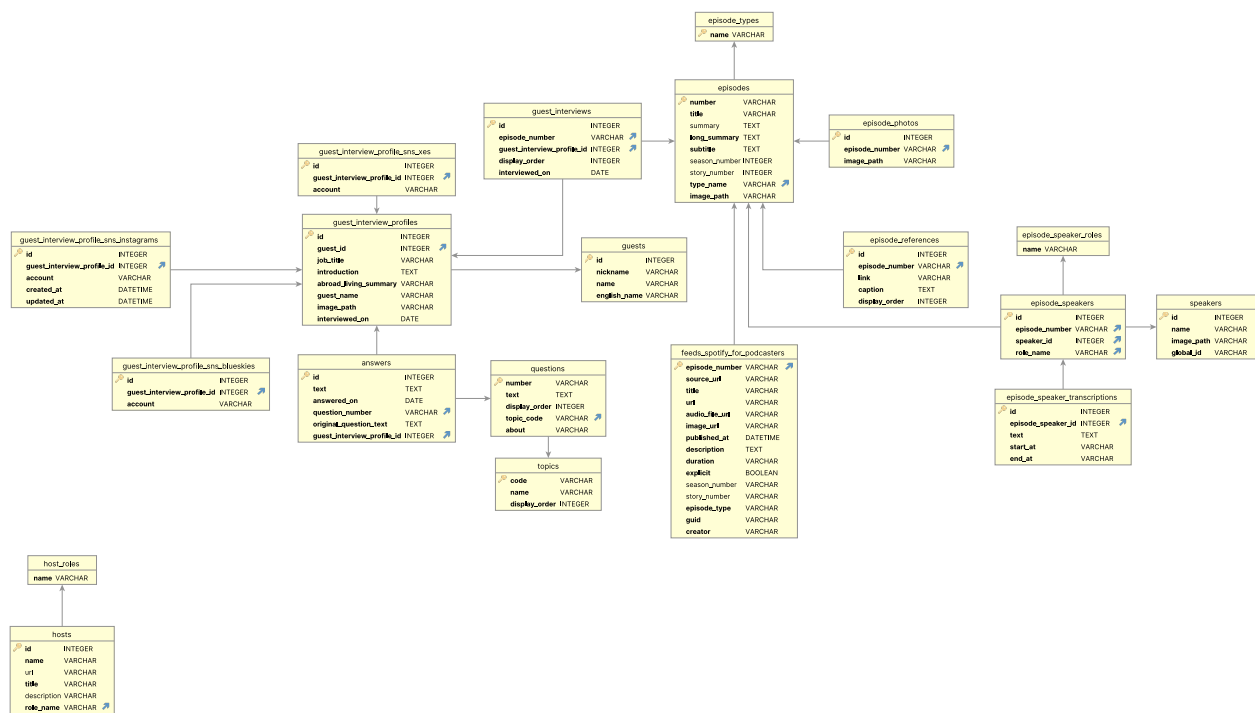 episode_types
name VARCHAR
episodes
number VARCHAR
title VARCHAR
summary TEXT
long_summary TEXT
subtitle TEXT
season_number INTEGER
story_number INTEGER
type_name VARCHAR
image_path VARCHAR
guest_interviews
id INTEGER
episode_number VARCHAR
guest_interview_profile_id INTEGER
display_order INTEGER
interviewed_on DATE
episode_photos
id INTEGER
episode_number VARCHAR
image_path VARCHAR
guest_interview_profile_sns_xes
id INTEGER
guest_interview_profile_id INTEGER
account VARCHAR
guest_interview_profiles
id INTEGER
guest_id INTEGER
job_title VARCHAR
introduction TEXT
abroad_living_summary VARCHAR
guest_name VARCHAR
image_path VARCHAR
interviewed_on DATE
guest_interview_profile_sns_instagrams
id INTEGER
guest_interview_profile_id INTEGER
account VARCHAR
created_at DATETIME
updated_at DATETIME
guests
id INTEGER
nickname VARCHAR
name VARCHAR
english_name VARCHAR
episode_references
id INTEGER
episode_number VARCHAR
link VARCHAR
caption TEXT
display_order INTEGER
episode_speaker_roles
name VARCHAR
episode_speakers
id INTEGER
episode_number VARCHAR
speaker_id INTEGER
role_name VARCHAR
speakers
id INTEGER
name VARCHAR
image_path VARCHAR
global_id VARCHAR
guest_interview_profile_sns_blueskies
id INTEGER
guest_interview_profile_id INTEGER
account VARCHAR
answers
id INTEGER
text TEXT
answered_on DATE
question_number VARCHAR
original_question_text TEXT
guest_interview_profile_id INTEGER
questions
number VARCHAR
text TEXT
display_order INTEGER
topic_code VARCHAR
about VARCHAR
topics
code VARCHAR
name VARCHAR
display_order INTEGER
feeds_spotify_for_podcasters
episode_number VARCHAR
source_url VARCHAR
title VARCHAR
url VARCHAR
audio_file_url VARCHAR
image_url VARCHAR
published_at DATETIME
description TEXT
duration VARCHAR
explicit BOOLEAN
season_number VARCHAR
story_number VARCHAR
episode_type VARCHAR
guid VARCHAR
creator VARCHAR
episode_speaker_transcriptions
id INTEGER
episode_speaker_id INTEGER
text TEXT
start_at VARCHAR
end_at VARCHAR
host_roles
name VARCHAR
hosts
id INTEGER
name VARCHAR
url VARCHAR
title VARCHAR
description VARCHAR
role_name VARCHAR